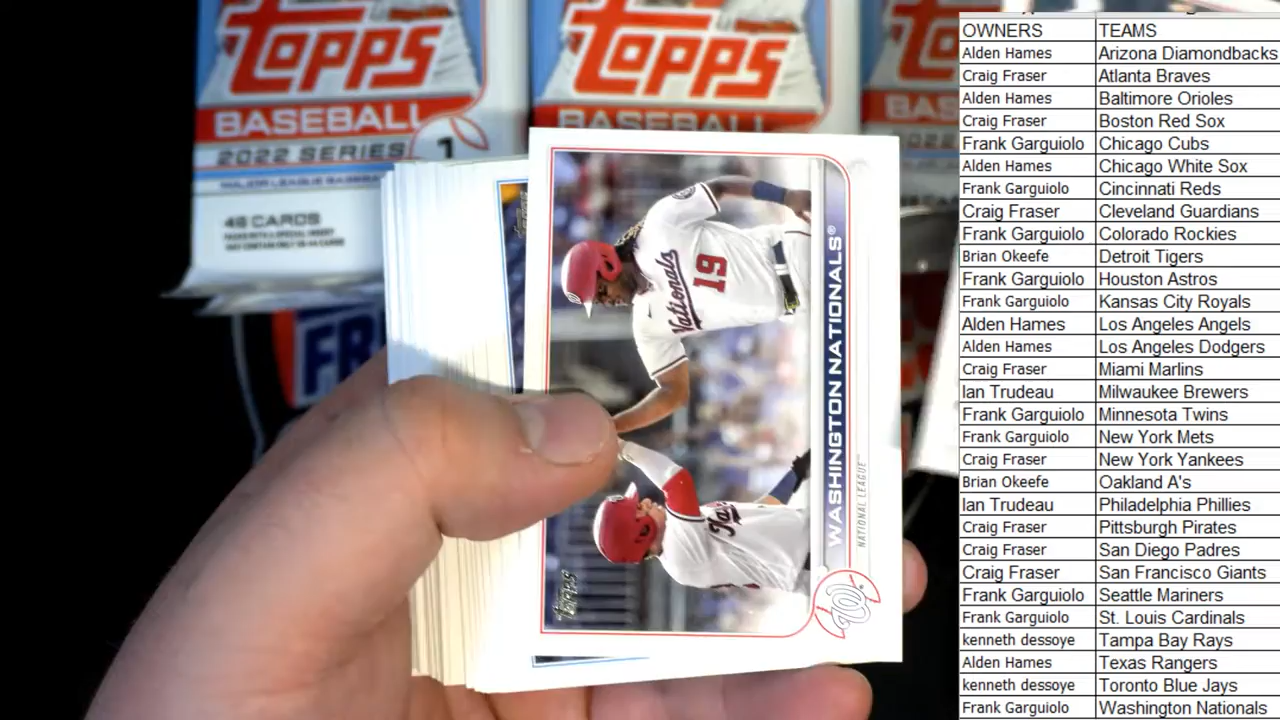 TOPPS
BASEBALL
2022 SERIES 1
MAJOR LEAGUE BASEBALL
46 CARDS
TOPPS
BASEBALL
BAS
2022
FR
Nationals
19
WASHINGTON NATIONALS®
NATIONAL LEAGUE™
W
topps
OWNERS TEAMS
Alden Hames Arizona Diamondbacks
Craig Fraser Atlanta Braves
Alden Hames Baltimore Orioles
Craig Fraser Boston Red Sox
Frank Garguiolo Chicago Cubs
Alden Hames Chicago White Sox
Frank Garguiolo Cincinnati Reds
Craig Fraser Cleveland Guardians
Frank Garguiolo Colorado Rockies
Brian Okeefe Detroit Tigers
Frank Garguiolo Houston Astros
Frank Garguiolo Kansas City Royals
Alden Hames Los Angeles Angels
Alden Hames Los Angeles Dodgers
Craig Fraser Miami Marlins
Ian Trudeau Milwaukee Brewers
Frank Garguiolo Minnesota Twins
Frank Garguiolo New York Mets
Craig Fraser New York Yankees
Brian Okeefe Oakland A's
Ian Trudeau Philadelphia Phillies
Craig Fraser Pittsburgh Pirates
Craig Fraser San Diego Padres
Craig Fraser San Francisco Giants
Frank Garguiolo Seattle Mariners
Frank Garguiolo St. Louis Cardinals
kenneth dessoye Tampa Bay Rays
Alden Hames Texas Rangers
kenneth dessoye Toronto Blue Jays
Frank Garguiolo Washington Nationals